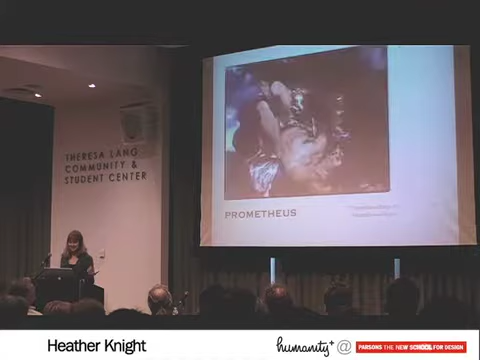 THERESA LANG
COMMUNITY &
STUDENT CENTER
PROMETHEUS
Heather Knight
humanity+ @ PARSONS THE NEW SCHOOL FOR DESIGN